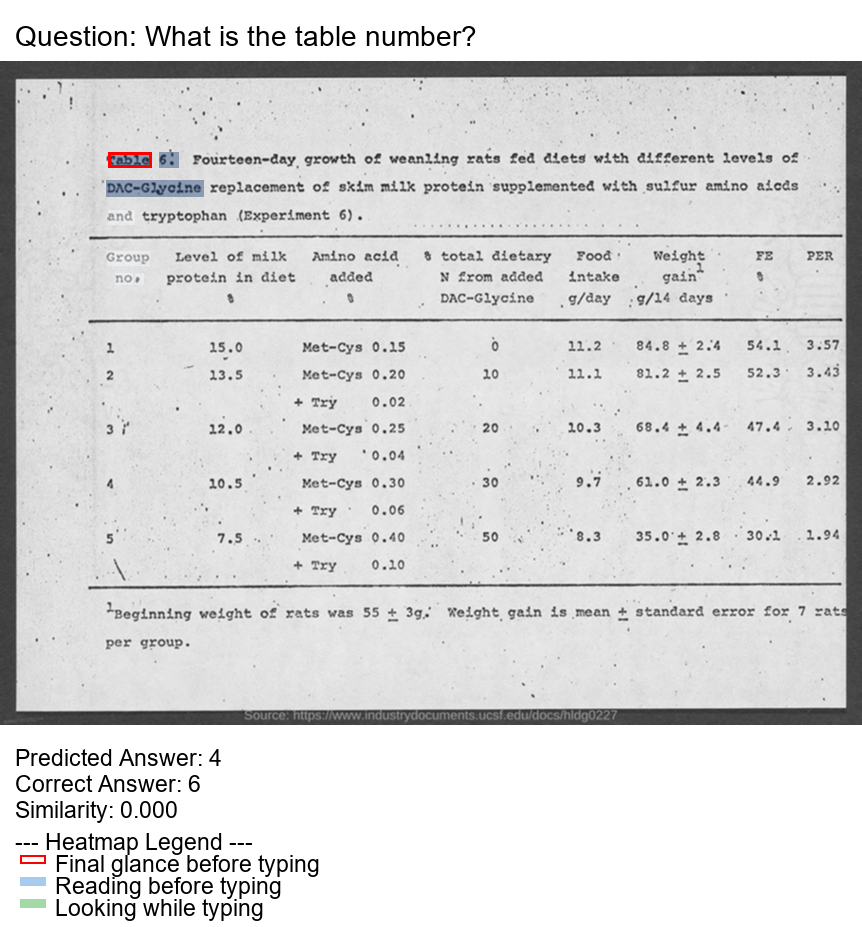 Question: What is the table number?
Table 6. Fourteen-day growth of weanling rats fed diets with different levels of
DAC-Glycine replacement of skim milk protein supplemented with sulfur amino aicds
and tryptophan (Experiment 6).
Group Level of milk Amino acid % total dietary Food Weight FE PER
no. protein in diet added N from added intake gain1 %
% % DAC-Glycine g/day g/14 days
1 15.0 Met-Cys 0.15 0 11.2 84.8 ± 2.4 54.1 3.57
2 13.5 Met-Cys 0.20 10 11.1 81.2 ± 2.5 52.3 3.43
+ Try 0.02
3 12.0 Met-Cys 0.25 20 10.3 68.4 ± 4.4 47.4 3.10
+ Try 0.04
4 10.5 Met-Cys 0.30 30 9.7 61.0 ± 2.3 44.9 2.92
+ Try 0.06
5 7.5 Met-Cys 0.40 50 8.3 35.0 ± 2.8 30.1 1.94
+ Try 0.10
1Beginning weight of rats was 55 ± 3g. Weight gain is mean ± standard error for 7 rats
per group.
Source: https://www.industrydocuments.ucsf.edu/docs/hldg0227
Predicted Answer: 4
Correct Answer: 6
Similarity: 0.000
--- Heatmap Legend ---
Final glance before typing
Reading before typing
Looking while typing